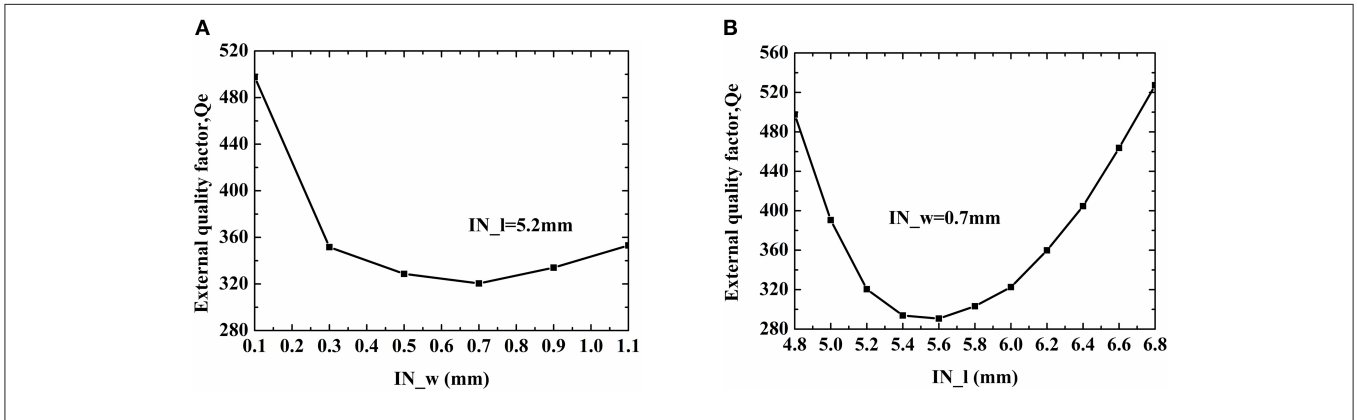 A
External quality factor,Qe
520
480
440
400
360
320
280
IN_l=5.2mm
0.1 0.2 0.3 0.4 0.5 0.6 0.7 0.8 0.9 1.0 1.1
IN_w (mm)
B
External quality factor,Qe
560
520
480
440
400
360
320
280
IN_w=0.7mm
4.8 5.0 5.2 5.4 5.6 5.8 6.0 6.2 6.4 6.6 6.8
IN_l (mm)